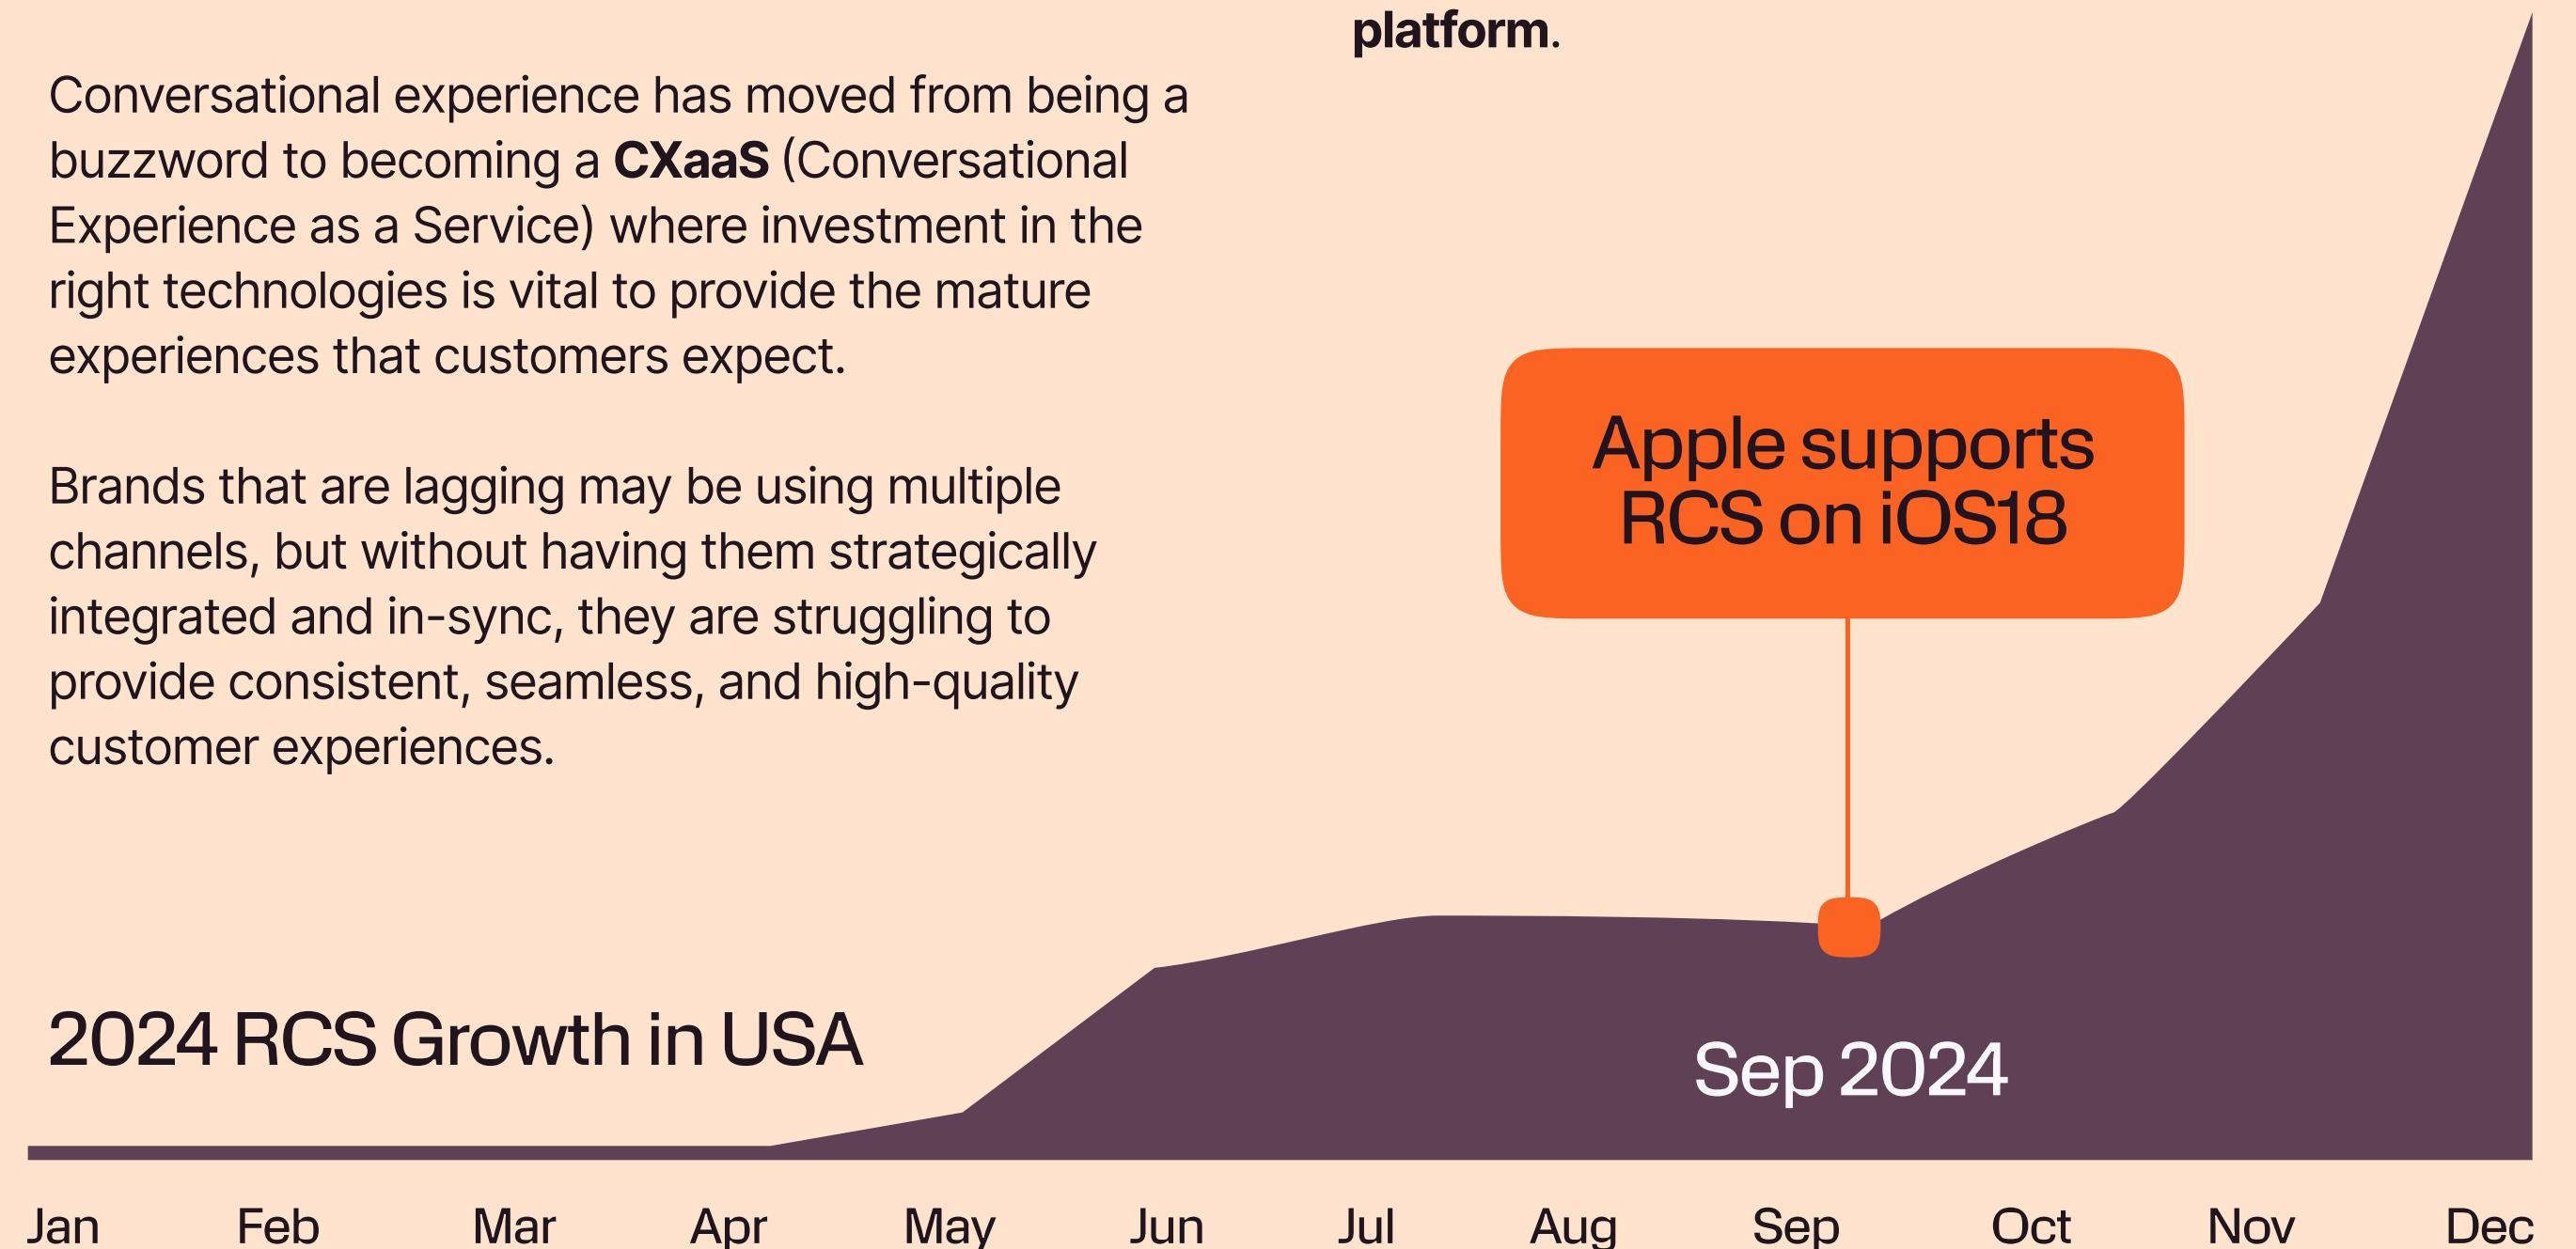 platform.
Conversational experience has moved from being a
buzzword to becoming a CXaaS (Conversational
Experience as a Service) where investment in the
right technologies is vital to provide the mature
experiences that customers expect.
Brands that are lagging may be using multiple
channels, but without having them strategically
integrated and in-sync, they are struggling to
provide consistent, seamless, and high-quality
customer experiences.
Apple supports
RCS on iOS18
2024 RCS Growth in USA
Sep 2024
Jan Feb Mar Apr May Jun Jul Aug Sep Oct Nov Dec